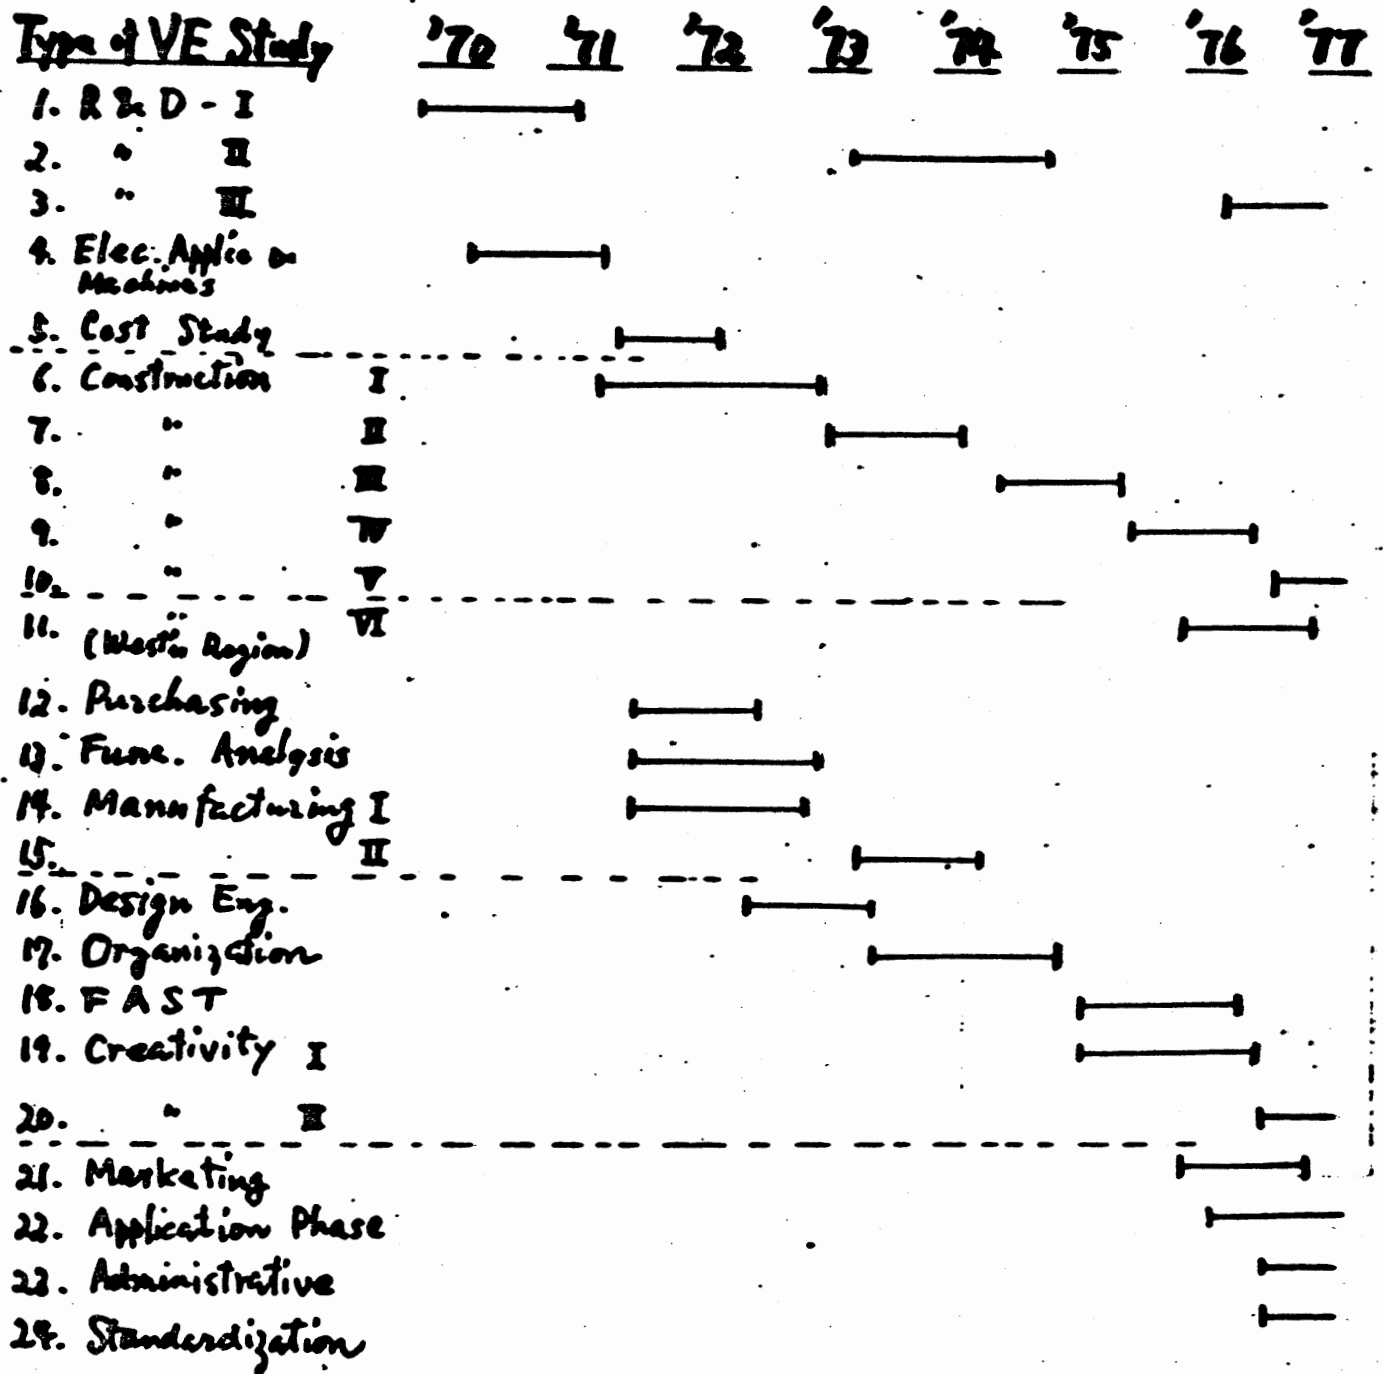 Type of VE Study '70 '71 '72 '73 '74 '75 '76 '77
1. R & D - I
2. " II
3. " III
4. Elec. Applic
Machines
5. Cost Study
6. Construction I
7. " II
8. " III
9. " IV
10. " V
11. " VI
(West'n Region)
12. Purchasing
13. Func. Analysis
14. Manufacturing I
15. II
16. Design Eng.
17. Organization
18. F A S T
19. Creativity I
20. " II
21. Marketing
22. Application Phase
23. Administrative
24. Standardization